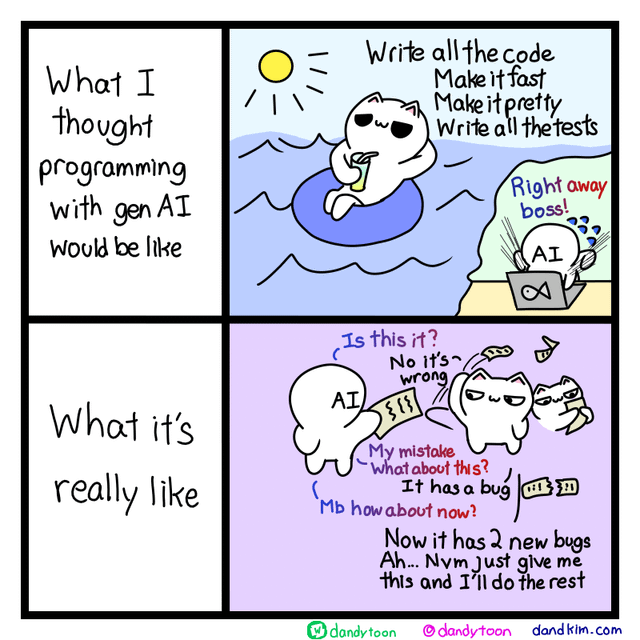 What I
thought
programming
with gen AI
would be like
Write all the code
Make it fast
Make it pretty
Write all the tests
Right away
boss!
AI
What it's
really like
Is this it?
No it's
wrong
AI
My mistake
What about this?
It has a bug
Mb how about now?
Now it has 2 new bugs
Ah... Nvm just give me
this and I'll do the rest
dandytoon
dandytoon
dandkim.com